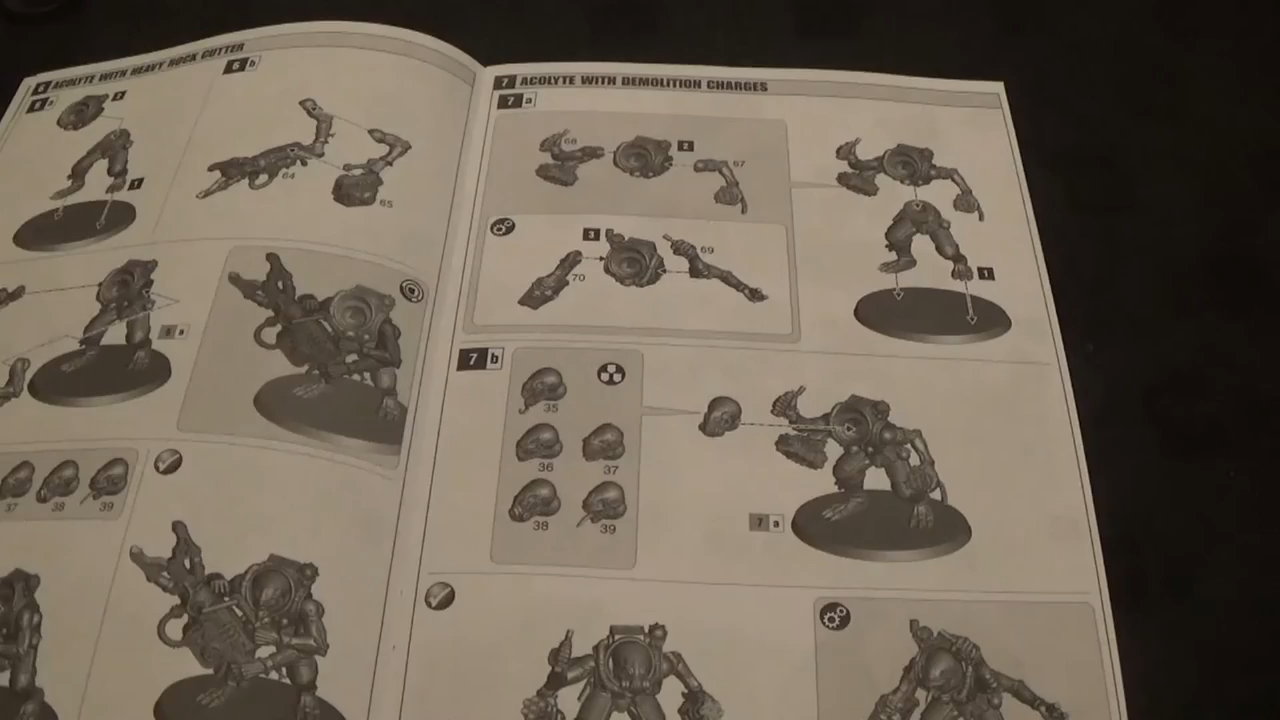 6 ACOLYTE WITH HEAVY ROCK CUTTER
6 a
2
1
6 b
64
65
6 a
37
38
39
7 ACOLYTE WITH DEMOLITION CHARGES
7 a
68
2
67
3
69
70
1
7 b
35
36
37
38
39
7 a